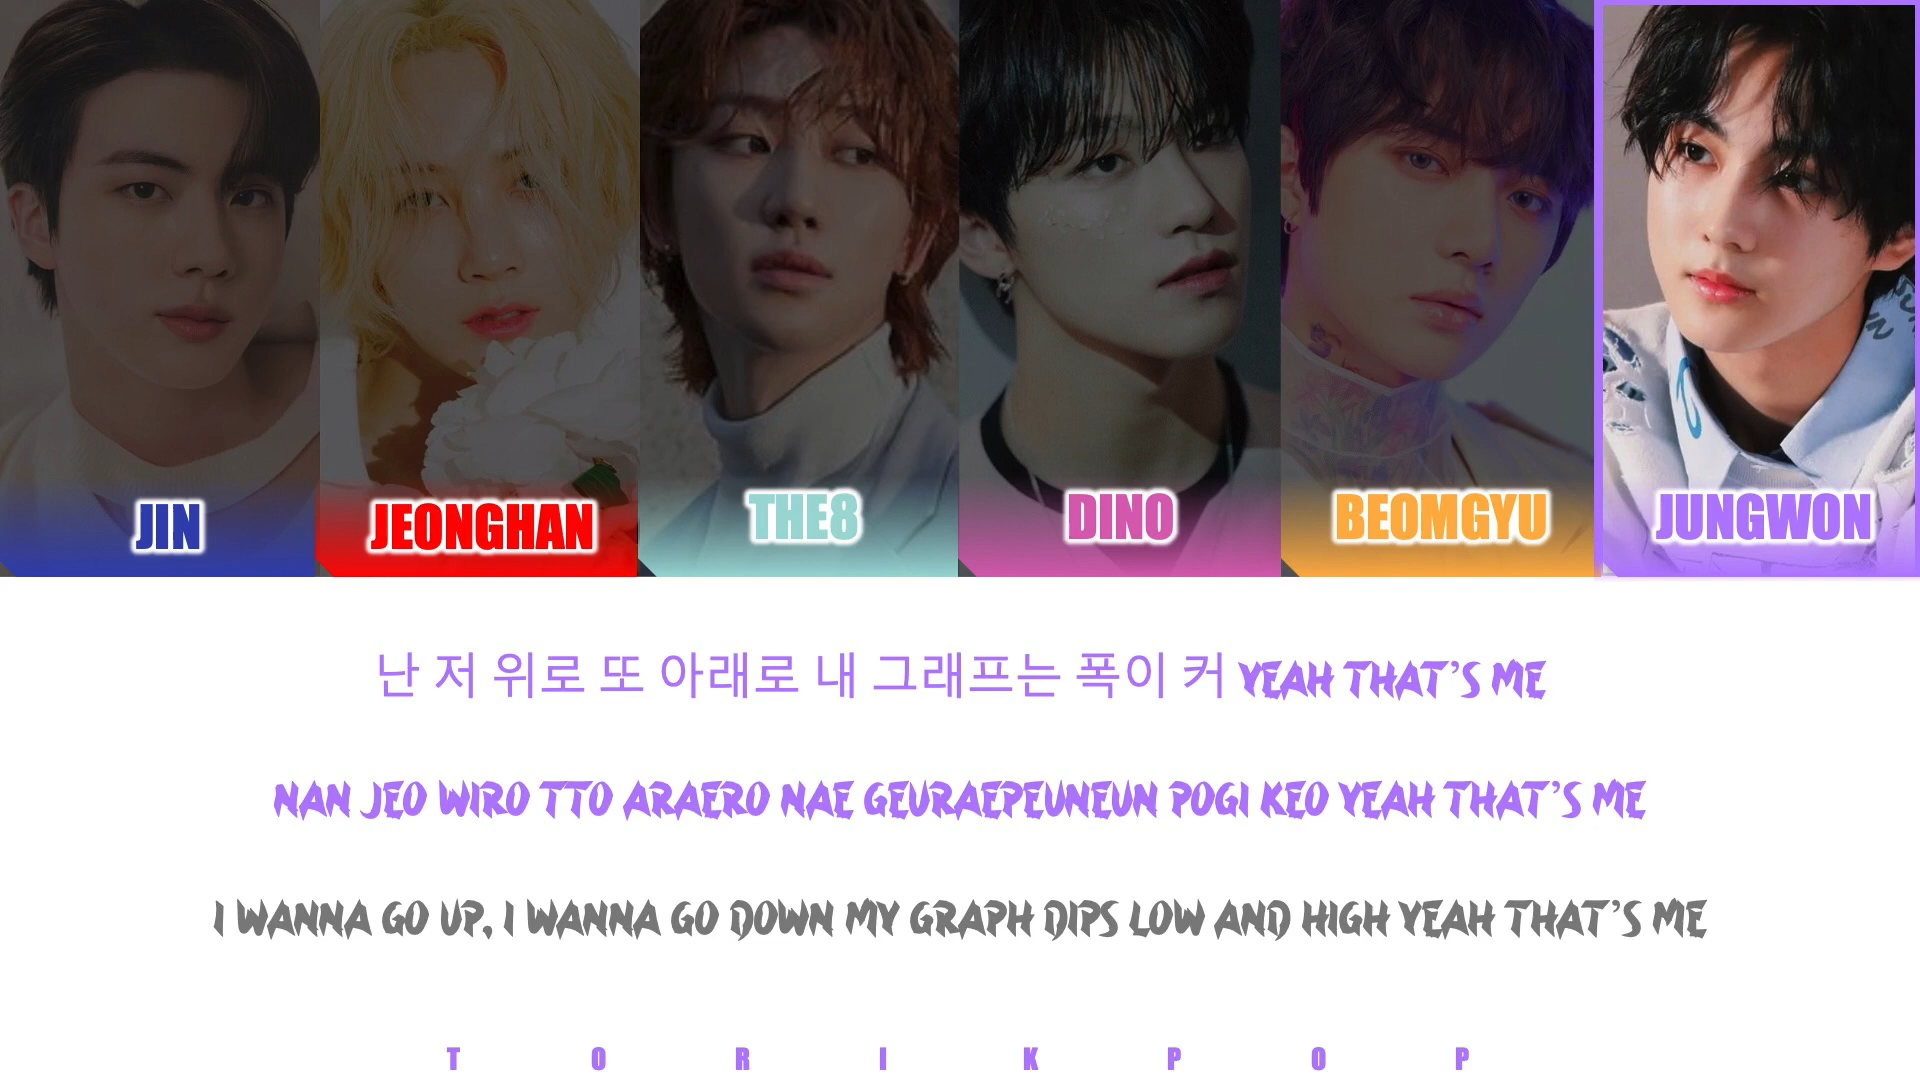 JIN JEONGHAN THE8 DINO BEOMGYU JUNGWON
난 저 위로 또 아래로 내 그래프는 폭이 커 YEAH THAT'S ME
NAN JEO WIRO TTO ARAERO NAE GEURAEPEUNEUN POGI KEO YEAH THAT'S ME
I WANNA GO UP, I WANNA GO DOWN MY GRAPH DIPS LOW AND HIGH YEAH THAT'S ME
T O R I K P O P